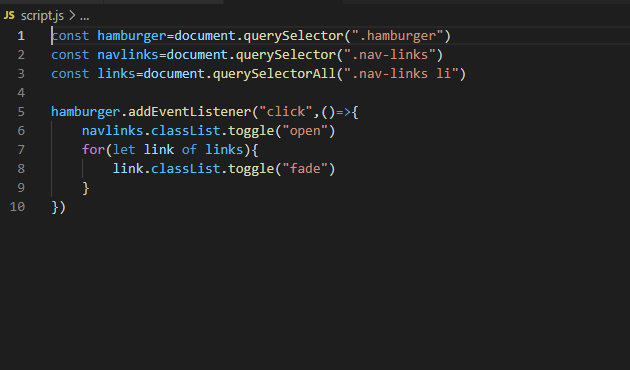 JS script.js > ...
1 const hamburger=document.querySelector(".hamburger")
2 const navlinks=document.querySelector(".nav-links")
3 const links=document.querySelectorAll(".nav-links li")
4
5 hamburger.addEventListener("click",()=>{
6     navlinks.classList.toggle("open")
7     for(let link of links){
8         link.classList.toggle("fade")
9     }
10 })